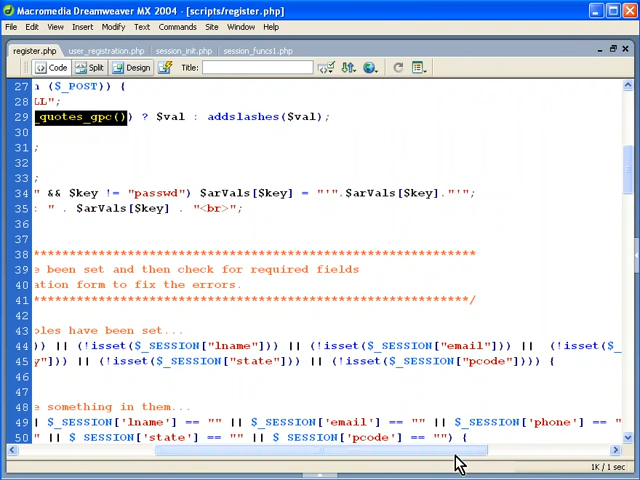 Macromedia Dreamweaver MX 2004 - [scripts/register.php]
File Edit View Insert Modify Text Commands Site Window Help
register.php user_registration.php session_init.php session_funcs1.php
Code Split Design Title:
27 n ($_POST)) {
28 LL";
29 _quotes_gpc()) ? $val : addslashes($val);
30
31 ;
32
33 ;
34 " && $key != "passwd") $arVals[$key] = "'".$arVals[$key]."'";
35 : " . $arVals[$key] . "<br>";
36
37
38 *************************************************************
39 e been set and then check for required fields
40 ation form to fix the errors.
41 ************************************************************/
42
43 bles have been set...
44 )) || (!isset($_SESSION["lname"])) || (!isset($_SESSION["email"])) || (!isset($_S
45 y"])) || (!isset($_SESSION["state"])) || (!isset($_SESSION["pcode"]))) {
46
47
48 e something in them...
49 || $_SESSION['lname'] == "" || $_SESSION['email'] == "" || $_SESSION['phone'] ==
50 " || $_SESSION['state'] == "" || $_SESSION['pcode'] == "") {
1K / 1 sec